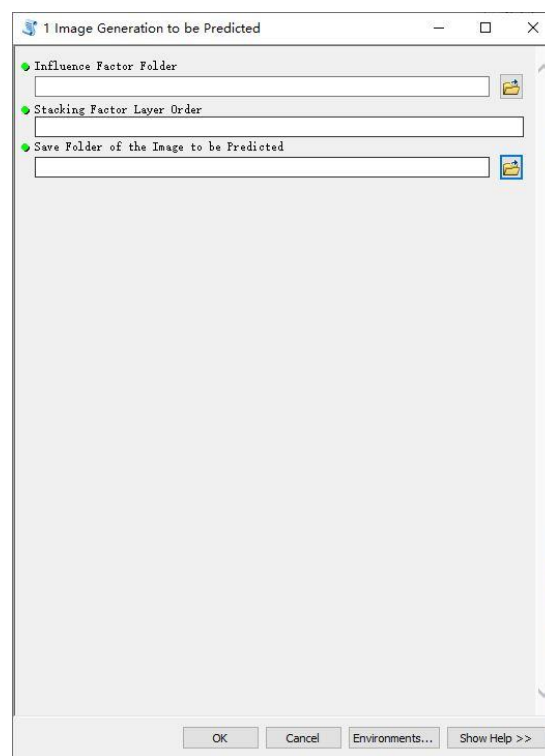 1 Image Generation to be Predicted
Influence Factor Folder
Stacking Factor Layer Order
Save Folder of the Image to be Predicted
OK Cancel Environments... Show Help >>